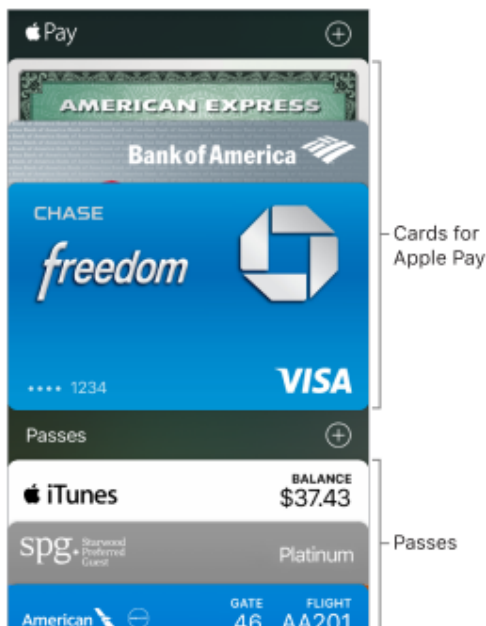 Pay
AMERICAN EXPRESS
Bank of America
CHASE
freedom
•••• 1234
VISA
Cards for
Apple Pay
Passes
iTunes
BALANCE
$37.43
spg. Starwood
Preferred
Guest
Platinum
Passes
American
GATE
46
FLIGHT
AA201